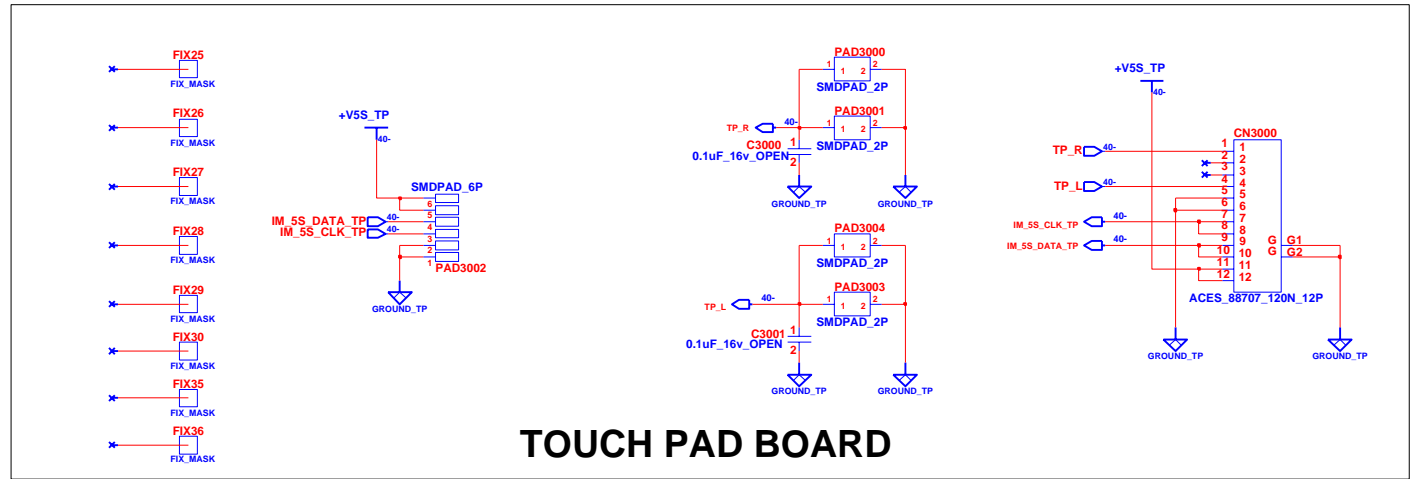 FIX25
FIX_MASK
FIX26
FIX_MASK
FIX27
FIX_MASK
FIX28
FIX_MASK
FIX29
FIX_MASK
FIX30
FIX_MASK
FIX35
FIX_MASK
FIX36
FIX_MASK
+V5S_TP
40-
SMDPAD_6P
6
IM_5S_DATA_TP 40- 5
IM_5S_CLK_TP 40- 4
3
2
1 PAD3002
GROUND_TP
PAD3000
1 1 2 2
SMDPAD_2P
PAD3001
TP_R 40- 1 1 2 2
SMDPAD_2P
C3000 1
0.1uF_16v_OPEN 2
GROUND_TP GROUND_TP
PAD3004
1 1 2 2
SMDPAD_2P
PAD3003
TP_L 40- 1 1 2 2
SMDPAD_2P
C3001 1
0.1uF_16v_OPEN 2
GROUND_TP GROUND_TP
+V5S_TP
40-
CN3000
TP_R 40- 1 1
2 2
3 3
TP_L 40- 4 4
5 5
6 6
IM_5S_CLK_TP 40- 7 7
8 8
IM_5S_DATA_TP 40- 9 9 G G1
10 10 G G2
11 11
12 12
ACES_88707_120N_12P
GROUND_TP GROUND_TP
TOUCH PAD BOARD